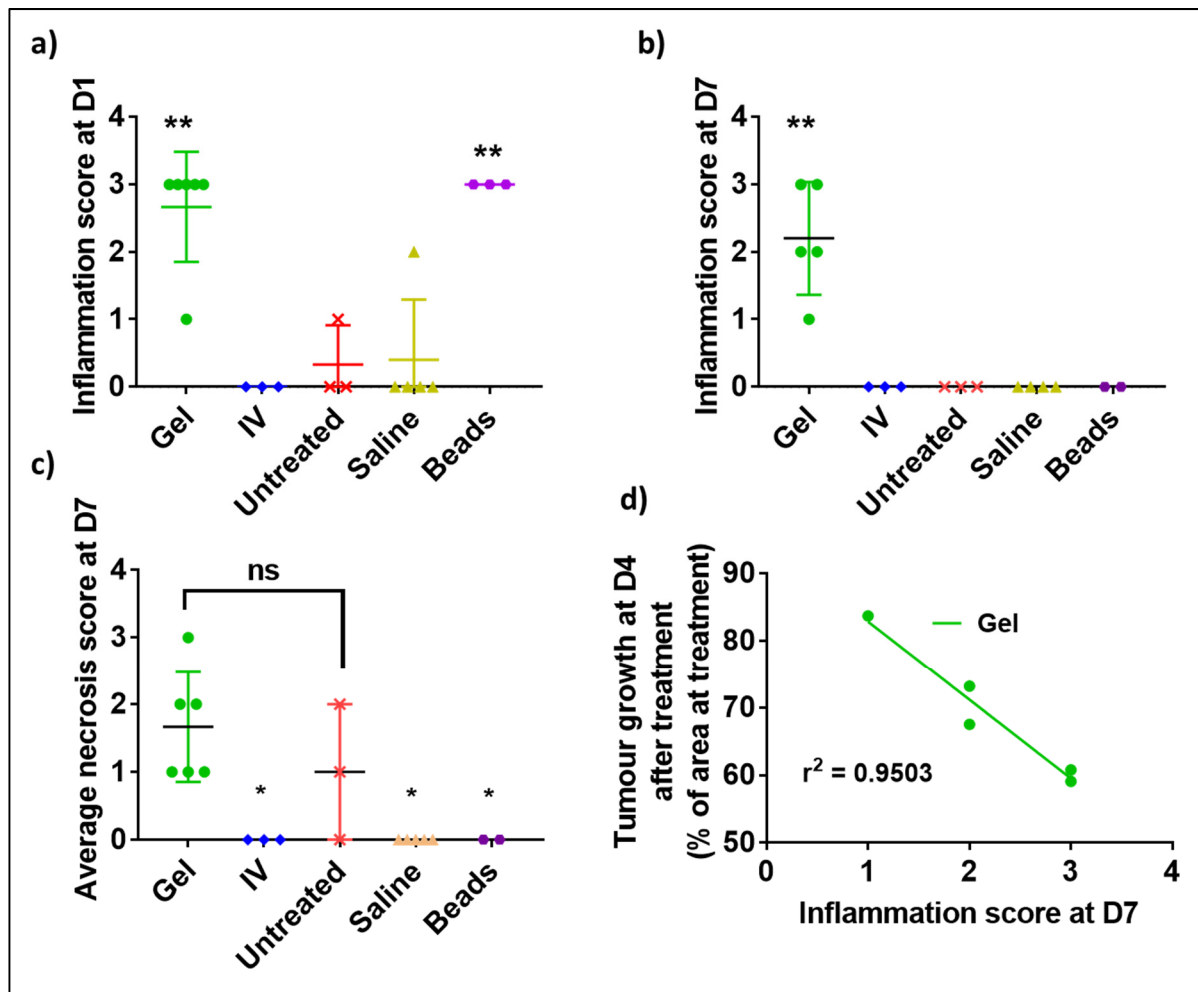 a)
Inflammation score at D1
4
3
2
1
0
**
**
Gel
IV
Untreated
Saline
Beads
b)
Inflammation score at D7
4
3
2
1
0
**
Gel
IV
Untreated
Saline
Beads
c)
Average necrosis score at D7
4
3
2
1
0
ns
*
*
*
Gel
IV
Untreated
Saline
Beads
d)
Tumour growth at D4
after treatment
(% of area at treatment)
90
80
70
60
50
Gel
r² = 0.9503
0
1
2
3
4
Inflammation score at D7